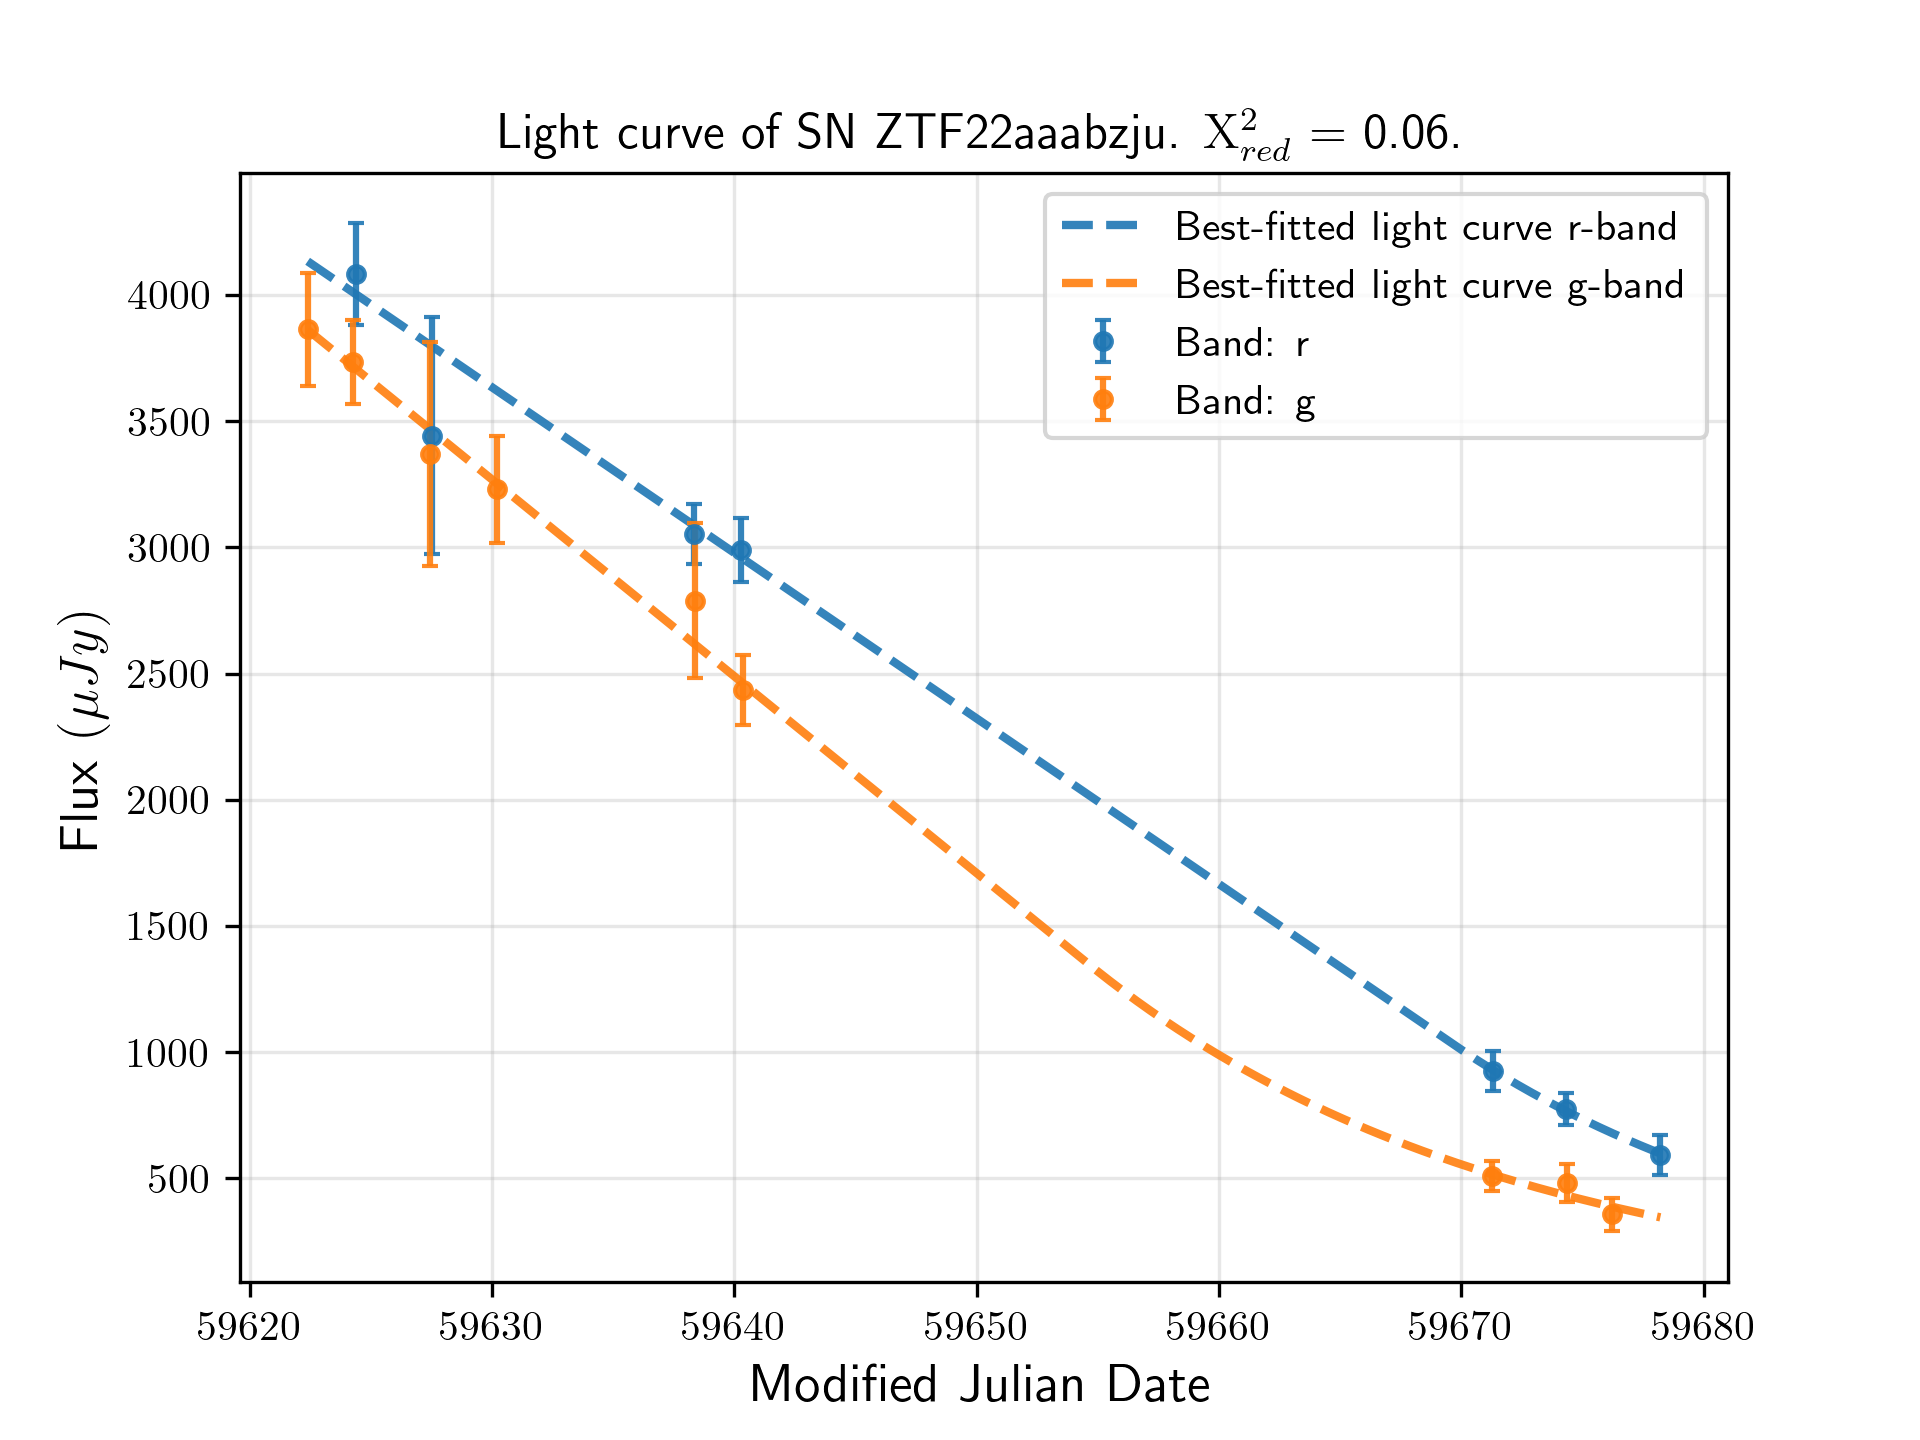 Light curve of SN ZTF22aaabzju. X²_red = 0.06.
Best-fitted light curve r-band
Best-fitted light curve g-band
Band: r
Band: g
Flux (μJy)
4000
3500
3000
2500
2000
1500
1000
500
59620 59630 59640 59650 59660 59670 59680
Modified Julian Date